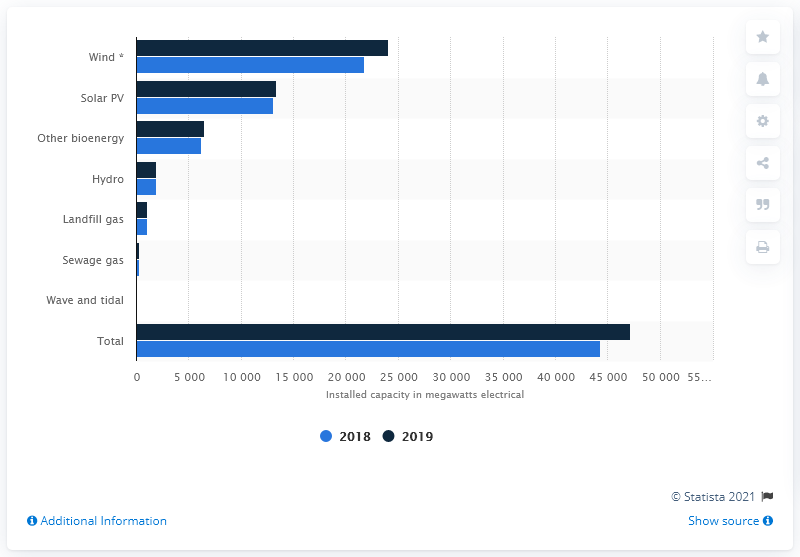 Wind *
Solar PV
Other bioenergy
Hydro
Landfill gas
Sewage gas
Wave and tidal
Total
0 5 000 10 000 15 000 20 000 25 000 30 000 35 000 40 000 45 000 50 000 55…
Installed capacity in megawatts electrical
2018 2019
© Statista 2021
Additional Information Show source